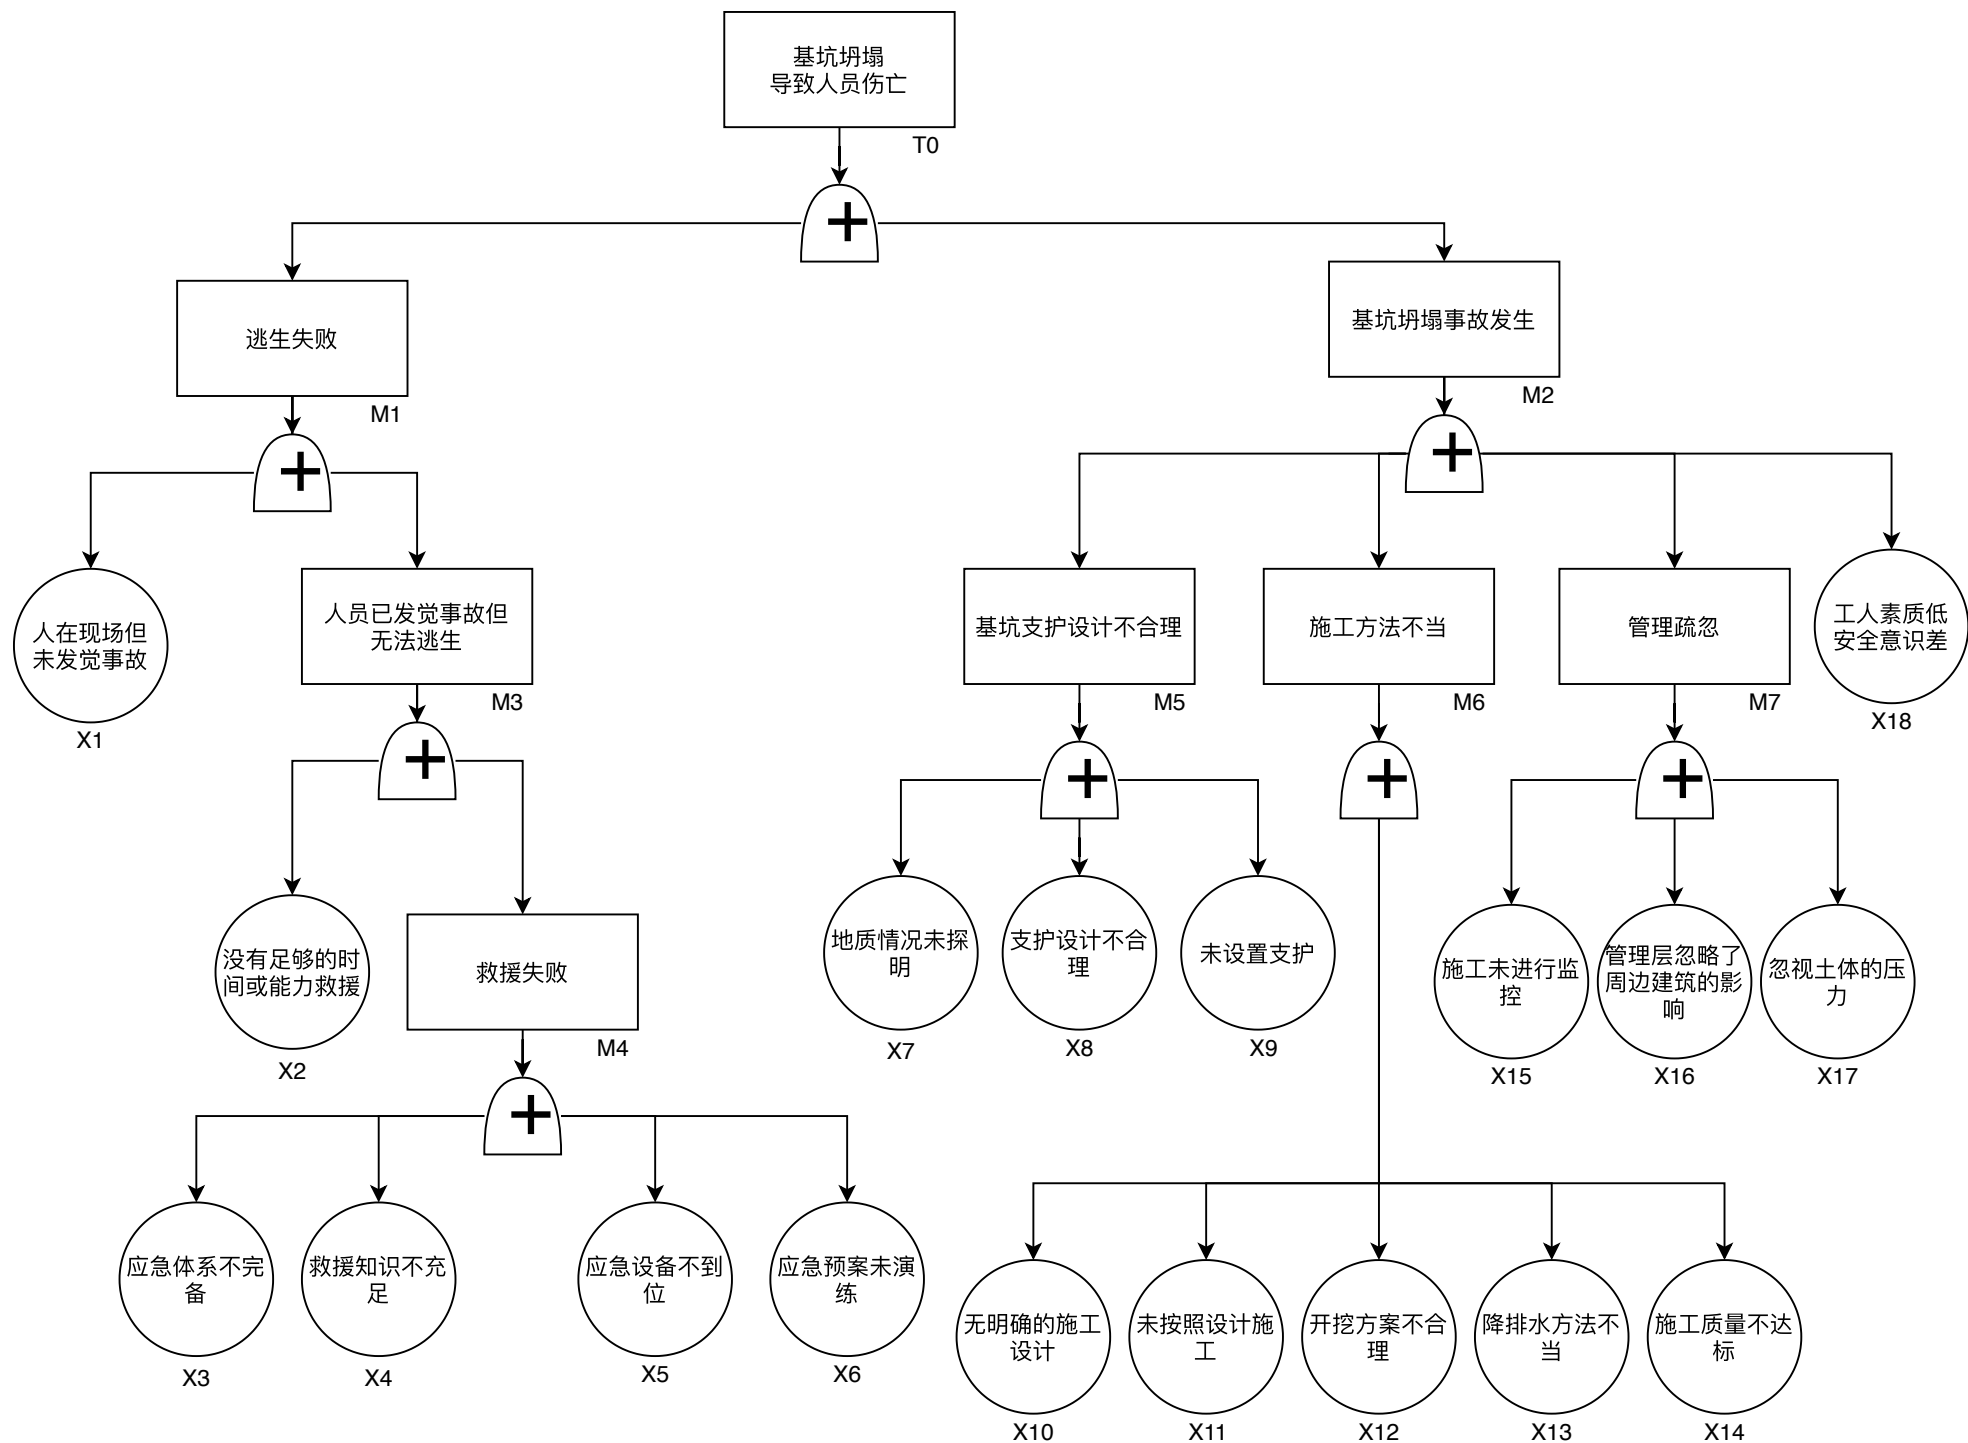 基坑坍塌
导致人员伤亡
T0
逃生失败
M1
基坑坍塌事故发生
M2
人在现场但
未发觉事故
X1
人员已发觉事故但
无法逃生
M3
基坑支护设计不合理
M5
施工方法不当
M6
管理疏忽
M7
工人素质低
安全意识差
X18
没有足够的时
间或能力救援
X2
救援失败
M4
地质情况未探
明
X7
支护设计不合
理
X8
未设置支护
X9
施工未进行监
控
X15
管理层忽略了
周边建筑的影
响
X16
忽视土体的压
力
X17
应急体系不完
备
X3
救援知识不充
足
X4
应急设备不到
位
X5
应急预案未演
练
X6
无明确的施工
设计
X10
未按照设计施
工
X11
开挖方案不合
理
X12
降排水方法不
当
X13
施工质量不达
标
X14